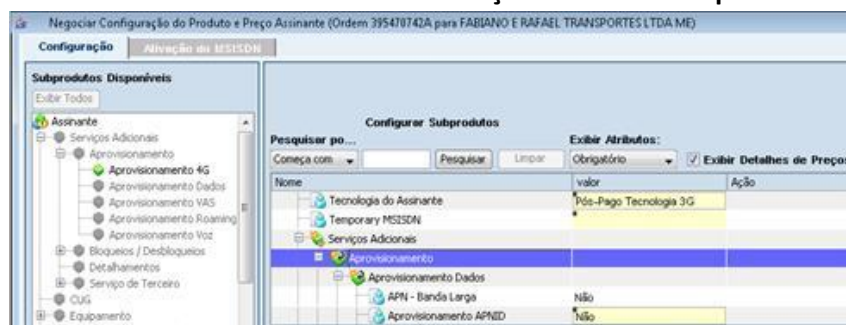 Negociar Configuração do Produto e Preço Assinante (Ordem 395470742A para FABIANO E RAFAEL TRANSPORTES LTDA ME)
Configuração Ativação do MSISDN
Subprodutos Disponíveis
Exibir Todos
Assinante
Serviços Adicionais
Aprovisionamento
Aprovisionamento 4G
Aprovisionamento Dados
Aprovisionamento VAS
Aprovisionamento Roaming
Aprovisionamento Voz
Bloqueios / Desbloqueios
Detalhamentos
Serviço de Terceiro
CUG
Equipamento
Configurar Subprodutos
Pesquisar po... Exibir Atributos:
Começa com Pesquisar Limpar Obrigatório Exibir Detalhes de Preços
Nome valor Ação
Tecnologia do Assinante Pós-Pago Tecnologia 3G
Temporary MSISDN
Serviços Adicionais
Aprovisionamento
Aprovisionamento Dados
APN - Banda Larga Não
Aprovisionamento APNID Não